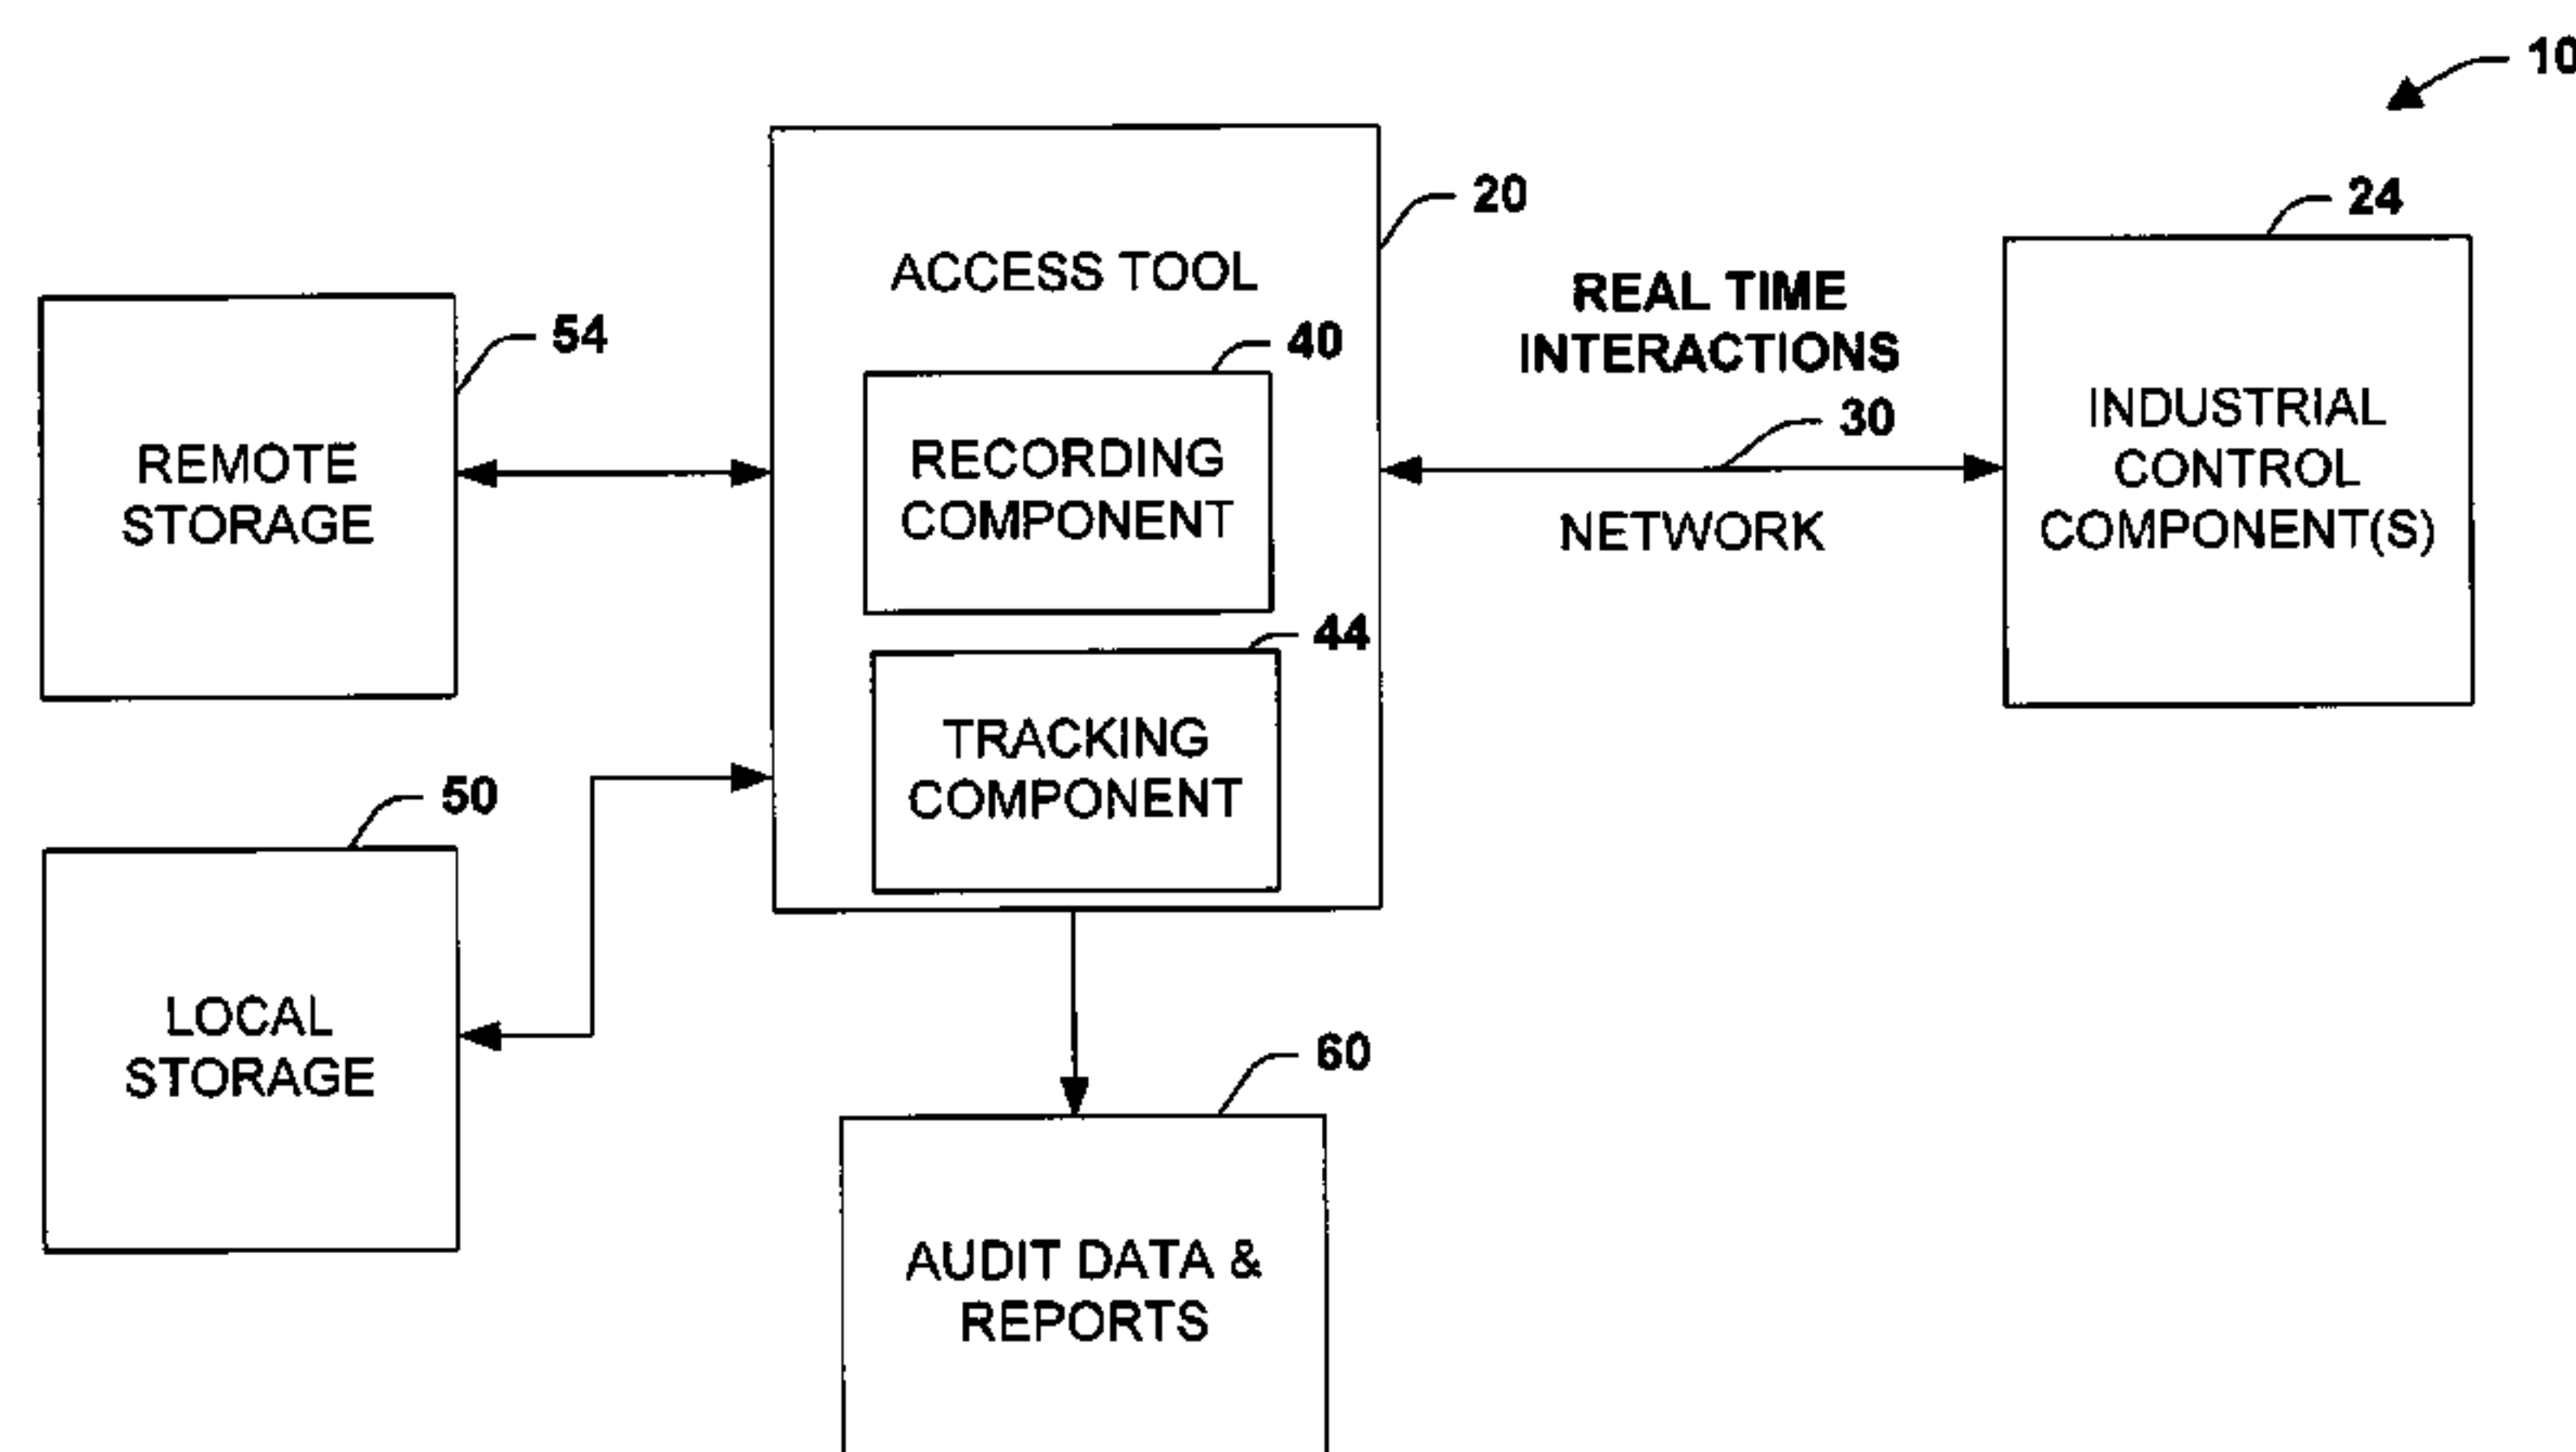 10
20
24
ACCESS TOOL
REAL TIME
INTERACTIONS
54
40
30
REMOTE
STORAGE
RECORDING
COMPONENT
NETWORK
INDUSTRIAL
CONTROL
COMPONENT(S)
44
TRACKING
COMPONENT
50
LOCAL
STORAGE
60
AUDIT DATA &
REPORTS